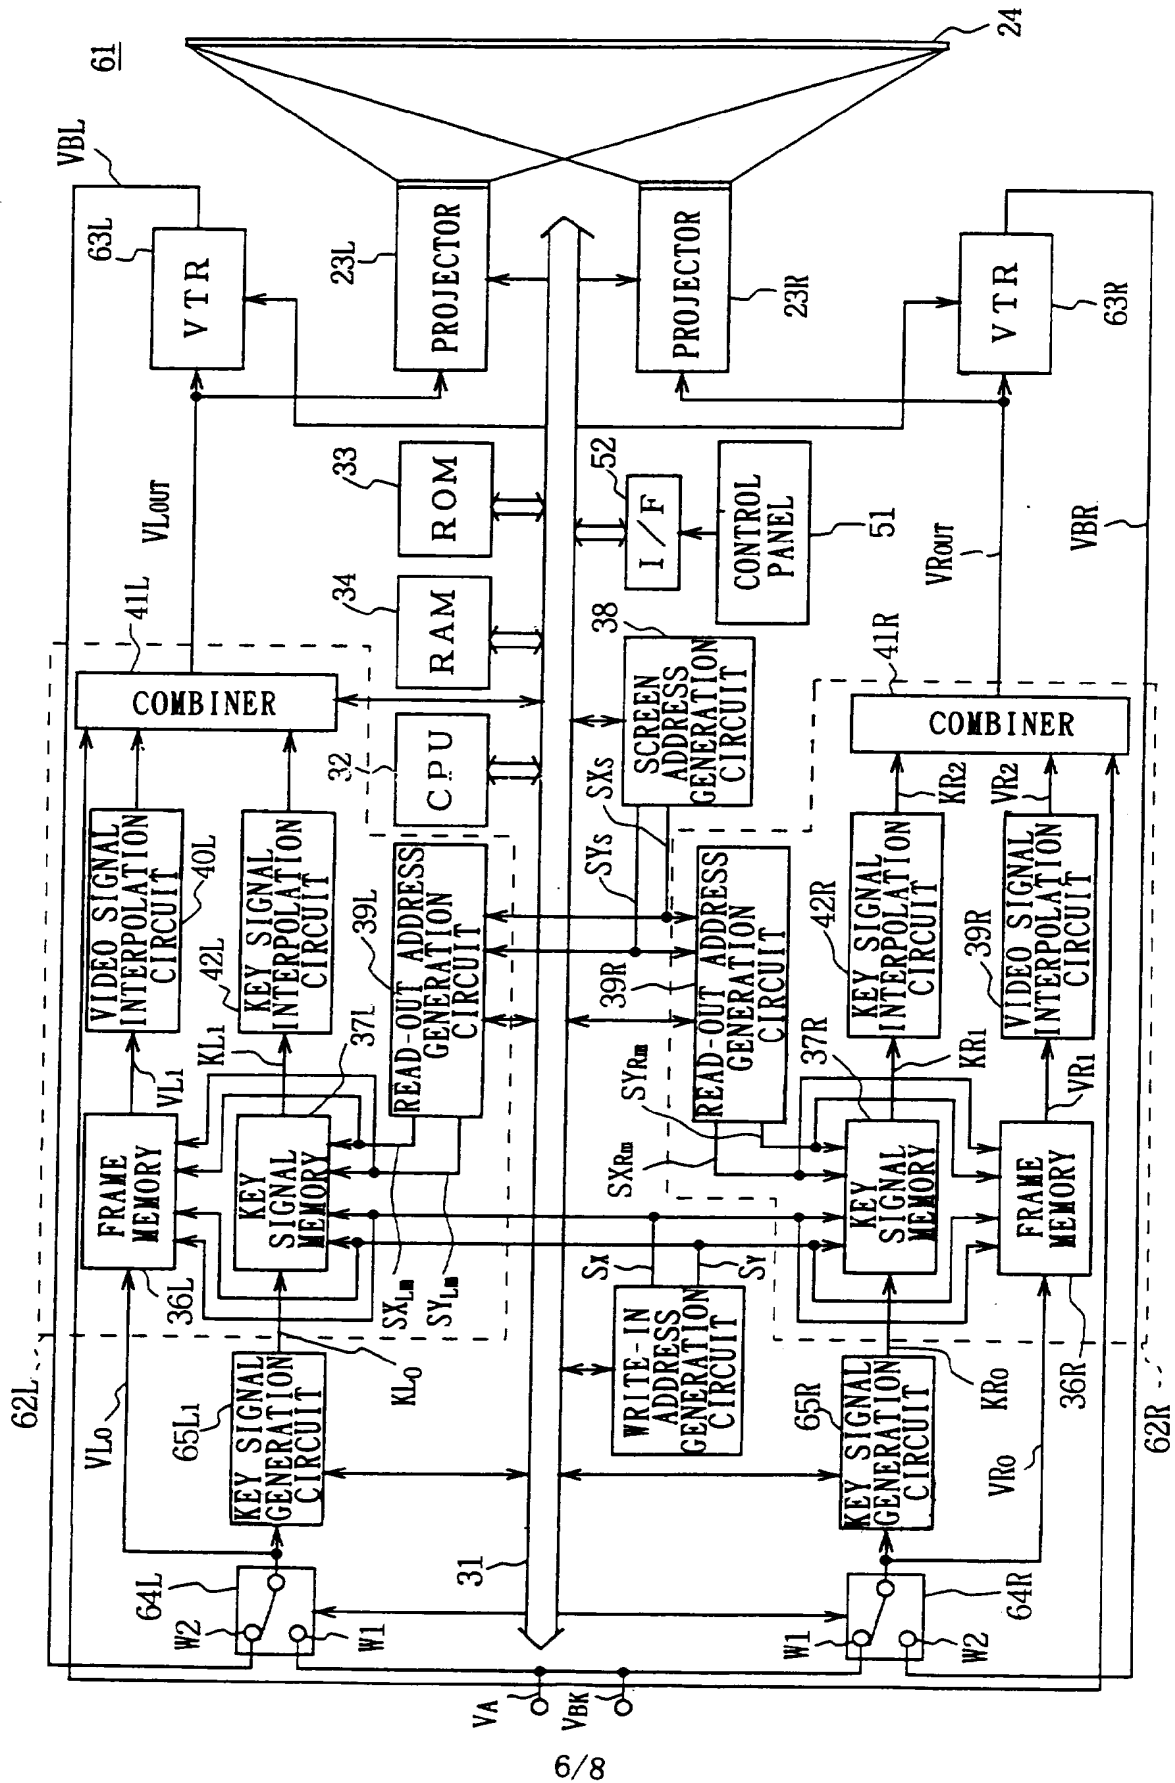 61
62L
VL0
64L
W2
W1
65L1
KEY SIGNAL
GENERATION
CIRCUIT
KL0
36L
FRAME
MEMORY
VL1
VIDEO SIGNAL
INTERPOLATION
CIRCUIT
40L
KEY
SIGNAL
MEMORY
37L
KL1
42L
KEY SIGNAL
INTERPOLATION
CIRCUIT
SXLm
SYLm
39L
READ-OUT ADDRESS
GENERATION
CIRCUIT
41L
COMBINER
VLOUT
63L
VTR
VBL
32
CPU
34
RAM
33
ROM
23L
PROJECTOR
24
31
VA
VBK
WRITE-IN
ADDRESS
GENERATION
CIRCUIT
SX
SY
SXRm
SYRm
39R
READ-OUT ADDRESS
GENERATION
CIRCUIT
SYS
SXS
38
SCREEN
ADDRESS
GENERATION
CIRCUIT
52
I/F
CONTROL
PANEL
51
23R
PROJECTOR
W1
W2
64R
65R
KEY SIGNAL
GENERATION
CIRCUIT
KR0
VR0
37R
KEY
SIGNAL
MEMORY
KR1
36R
FRAME
MEMORY
VR1
42R
KEY SIGNAL
INTERPOLATION
CIRCUIT
KR2
39R
VIDEO SIGNAL
INTERPOLATION
CIRCUIT
VR2
41R
COMBINER
VROUT
63R
VTR
VBR
62R
6/8